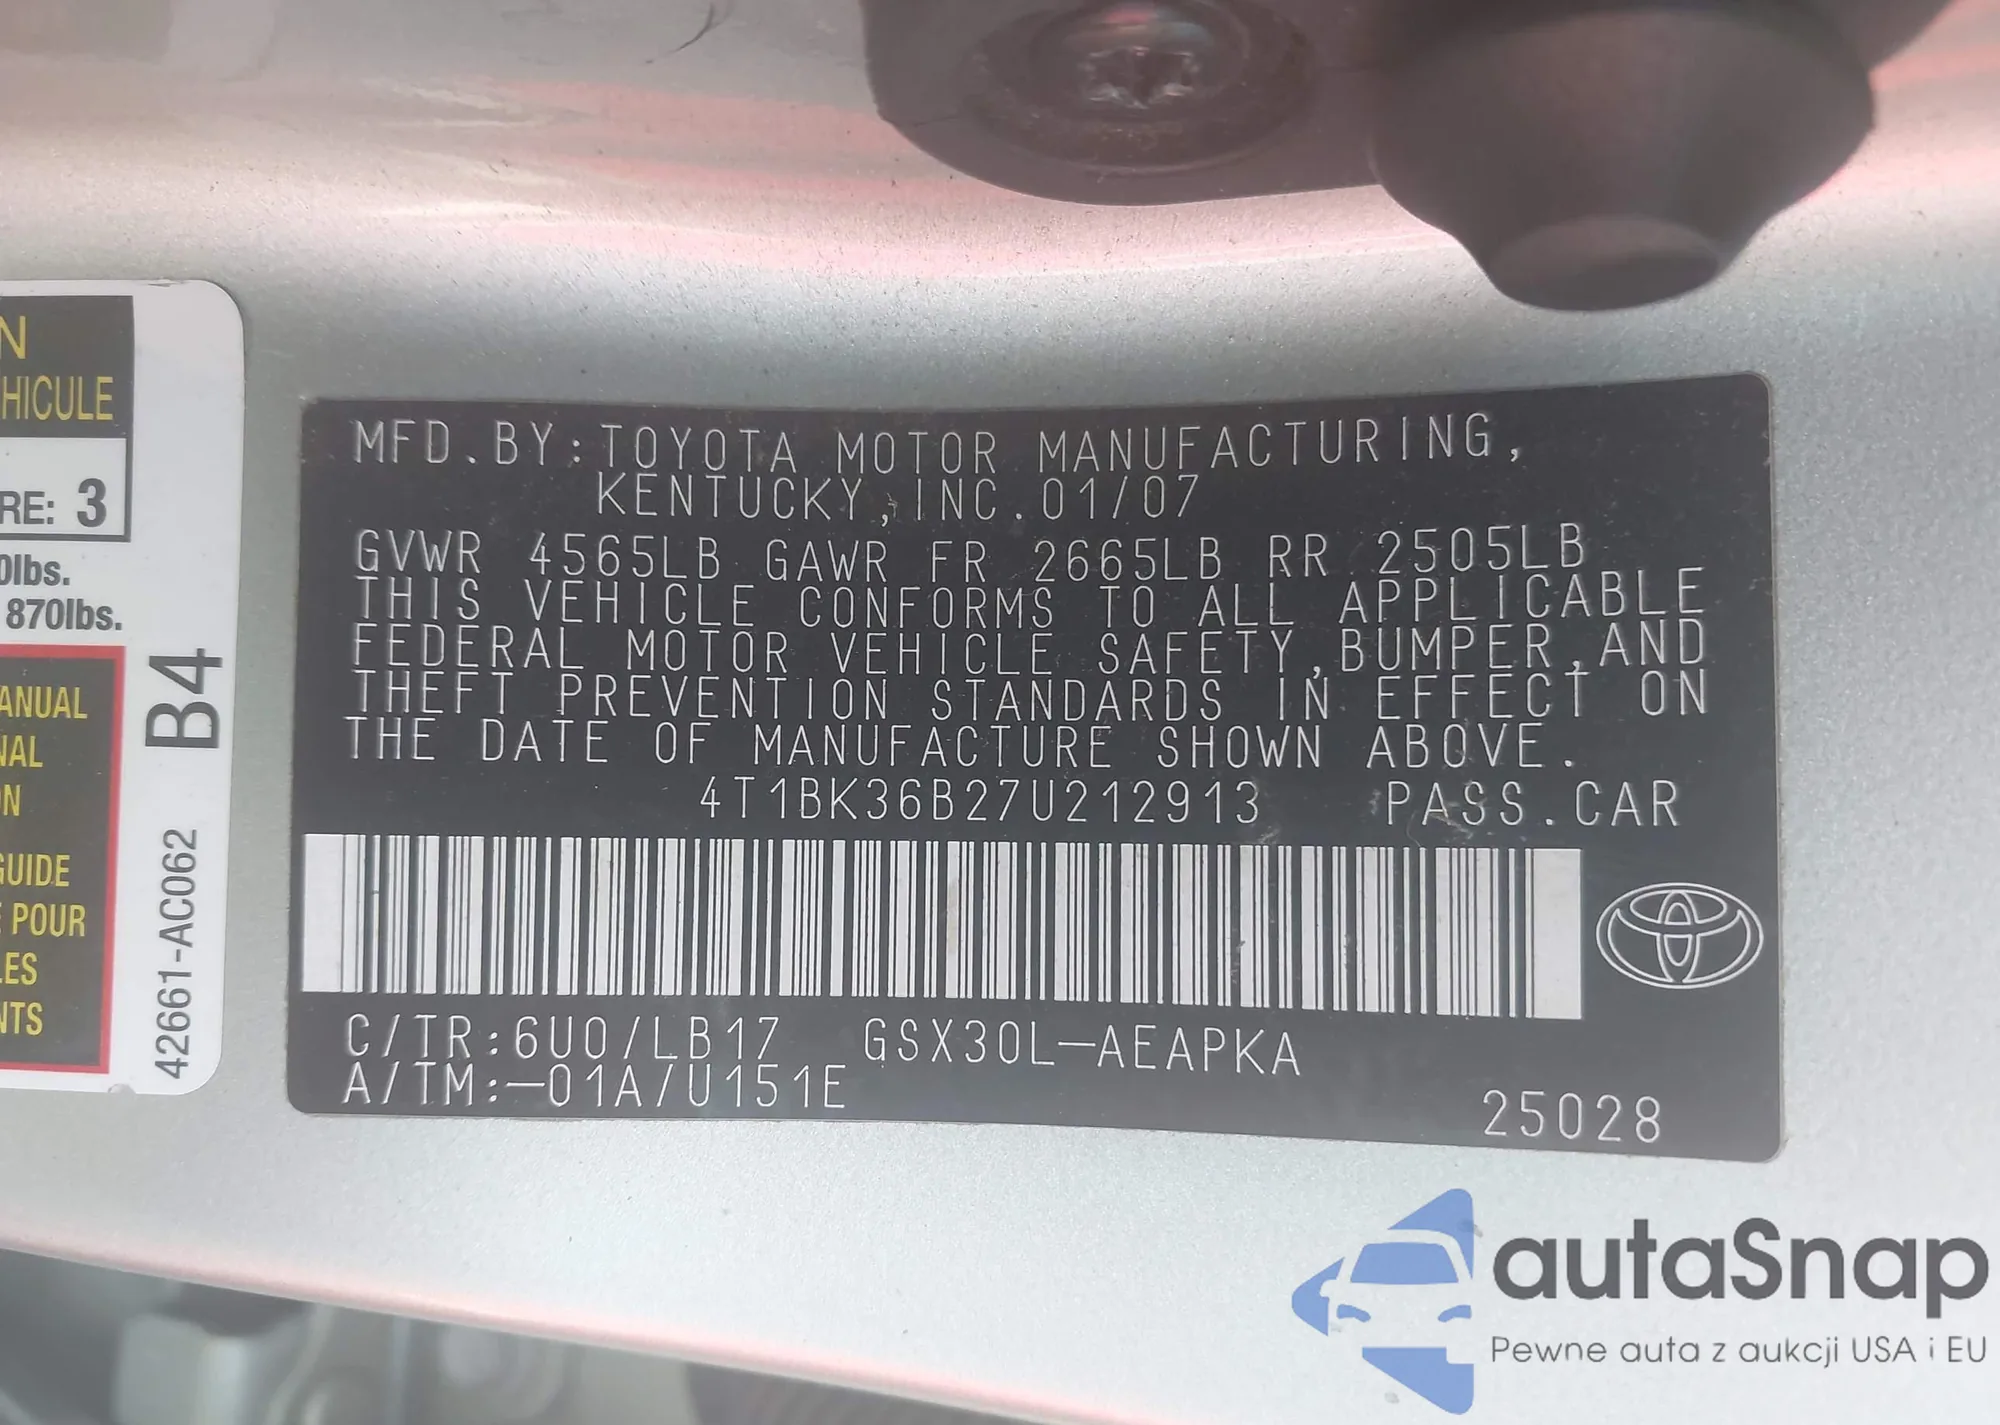 N
HICULE
RE: 3
0lbs.
870lbs.
ANUAL
NAL
ON
GUIDE
E POUR
LES
NTS
B4
42661-AC062
MFD.BY:TOYOTA MOTOR MANUFACTURING,
KENTUCKY,INC.01/07
GVWR 4565LB GAWR FR 2665LB RR 2505LB
THIS VEHICLE CONFORMS TO ALL APPLICABLE
FEDERAL MOTOR VEHICLE SAFETY,BUMPER,AND
THEFT PREVENTION STANDARDS IN EFFECT ON
THE DATE OF MANUFACTURE SHOWN ABOVE.
4T1BK36B27U212913 PASS.CAR
C/TR:6U0/LB17 GSX30L-AEAPKA
A/TM:-01A/U151E
25028
autaSnap
Pewne auta z aukcji USA i EU